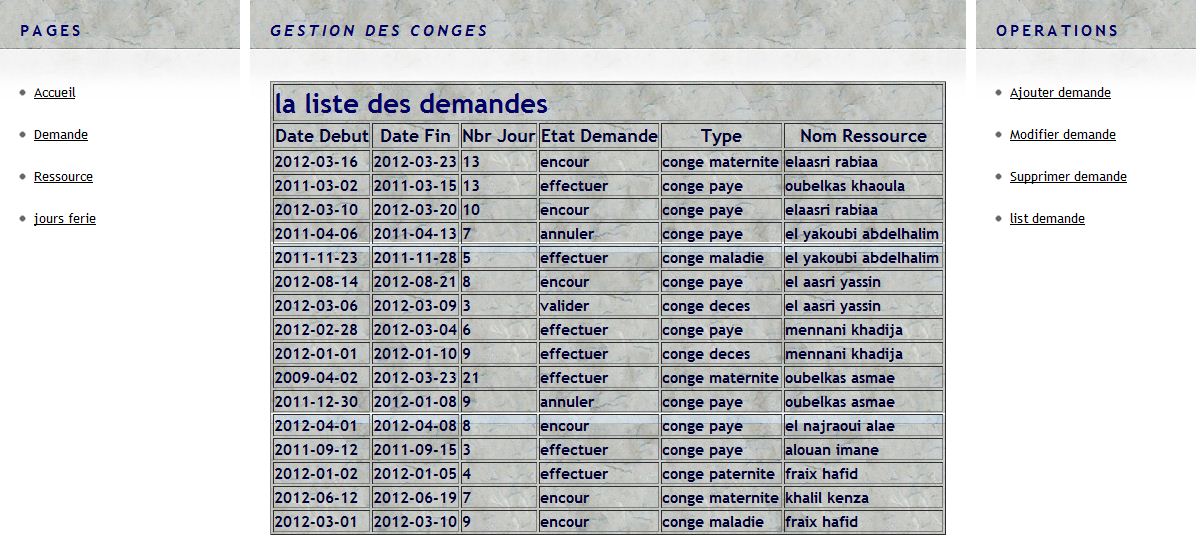 PAGES
Accueil
Demande
Ressource
jours ferie
GESTION DES CONGES
la liste des demandes
Date Debut Date Fin Nbr Jour Etat Demande Type Nom Ressource
2012-03-16 2012-03-23 13 encour conge maternite elaasri rabiaa
2011-03-02 2011-03-15 13 effectuer conge paye oubelkas khaoula
2012-03-10 2012-03-20 10 encour conge paye elaasri rabiaa
2011-04-06 2011-04-13 7 annuler conge paye el yakoubi abdelhalim
2011-11-23 2011-11-28 5 effectuer conge maladie el yakoubi abdelhalim
2012-08-14 2012-08-21 8 encour conge paye el aasri yassin
2012-03-06 2012-03-09 3 valider conge deces el aasri yassin
2012-02-28 2012-03-04 6 effectuer conge paye mennani khadija
2012-01-01 2012-01-10 9 effectuer conge deces mennani khadija
2009-04-02 2012-03-23 21 effectuer conge maternite oubelkas asmae
2011-12-30 2012-01-08 9 annuler conge paye oubelkas asmae
2012-04-01 2012-04-08 8 encour conge paye el najraoui alae
2011-09-12 2011-09-15 3 effectuer conge paye alouan imane
2012-01-02 2012-01-05 4 effectuer conge paternite fraix hafid
2012-06-12 2012-06-19 7 encour conge maternite khalil kenza
2012-03-01 2012-03-10 9 encour conge maladie fraix hafid
OPERATIONS
Ajouter demande
Modifier demande
Supprimer demande
list demande